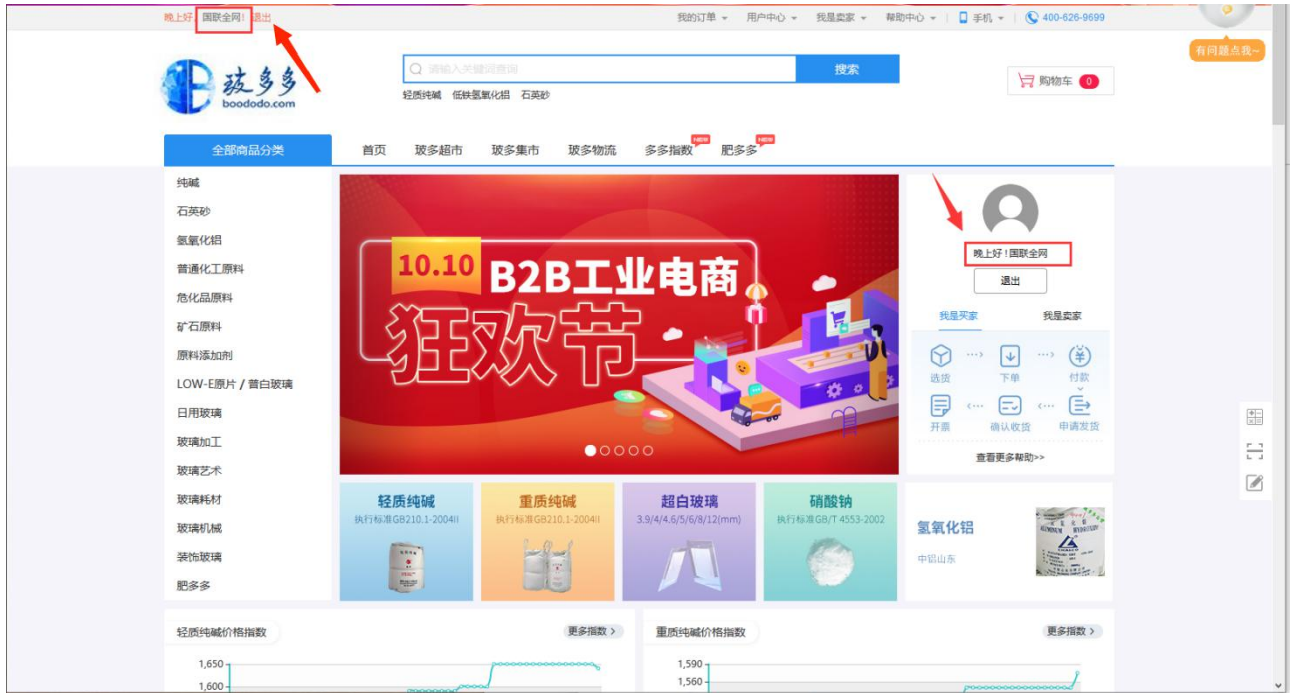 晚上好, 国联全网! 退出
我的订单 用户中心 我是卖家 帮助中心 手机 400-626-9699
有问题点我~
玻多多
boododo.com
请输入关键词查询 搜索
轻质纯碱 低铁氢氧化铝 石英砂
购物车 0
全部商品分类 首页 玻多超市 玻多集市 玻多物流 多多指数 NEW 肥多多 NEW
纯碱
石英砂
氢氧化铝
普通化工原料
危化品原料
矿石原料
原料添加剂
LOW-E原片 / 普白玻璃
日用玻璃
玻璃加工
玻璃艺术
玻璃耗材
玻璃机械
装饰玻璃
肥多多
10.10 B2B工业电商
狂欢节
晚上好！国联全网
退出
我是买家 我是卖家
选货 下单 付款
开票 确认收货 申请发货
查看更多帮助>>
轻质纯碱
执行标准GB210.1-2004II
重质纯碱
执行标准GB210.1-2004II
超白玻璃
3.9/4/4.6/5/6/8/12(mm)
硝酸钠
执行标准GB/T 4553-2002
氢氧化铝
中铝山东
轻质纯碱价格指数 更多指数 >
1,650
1,600
重质纯碱价格指数 更多指数 >
1,590
1,560